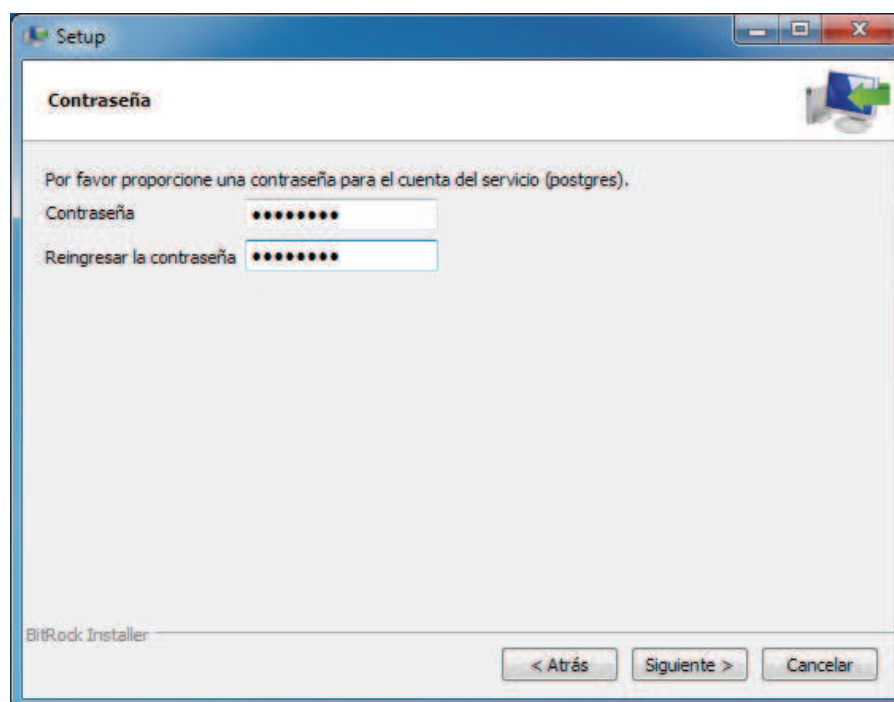 Setup
Contraseña
Por favor proporcione una contraseña para el cuenta del servicio (postgres).
Contraseña ••••••••
Reingresar la contraseña ••••••••
BitRock Installer
< Atrás Siguiente > Cancelar